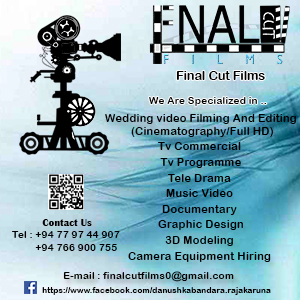 FINAL CUT
FILMS
Final Cut Films
We Are Specialized in ..
Wedding video Filming And Editing
(Cinematography/Full HD)
Tv Commercial
Tv Programme
Tele Drama
Music Video
Documentary
Graphic Design
3D Modeling
Camera Equipment Hiring
Contact Us
Tel : +94 77 97 44 907
+94 766 900 755
E-mail : finalcutfilms0@gmail.com
f https://www.facebook.com/danushkabandara.rajakaruna